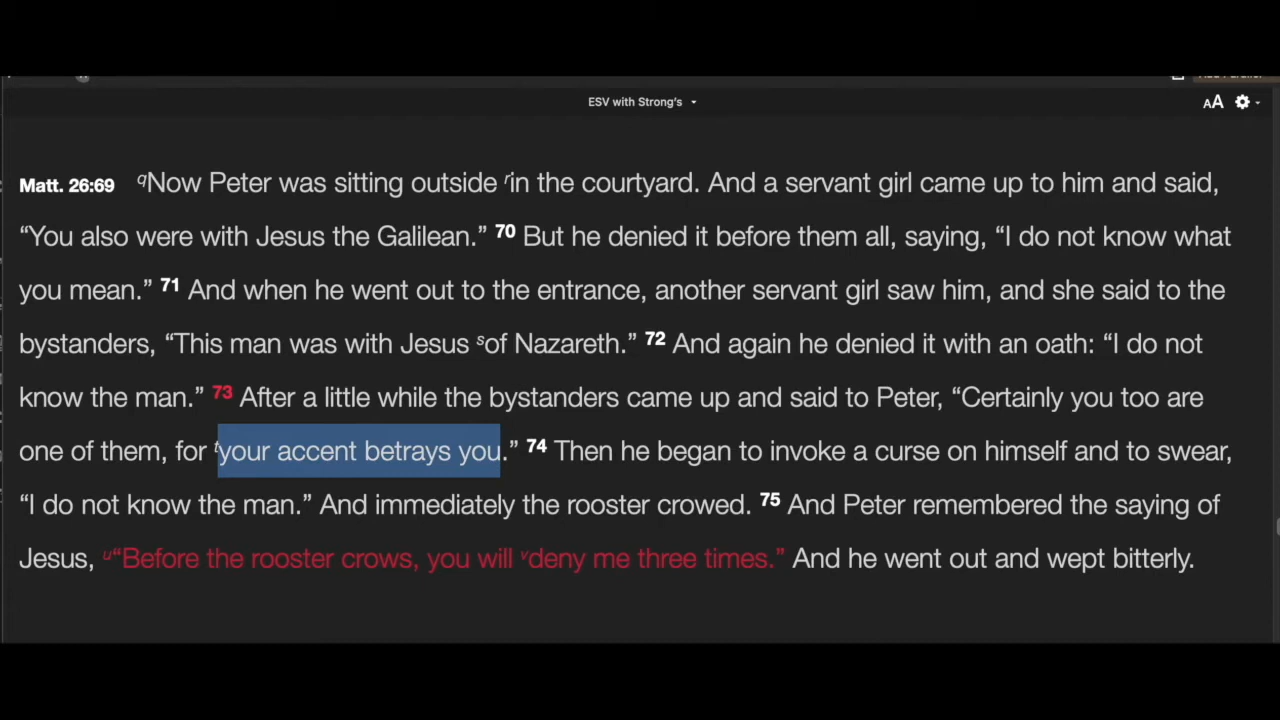 ESV with Strong's
AA
Matt. 26:69 qNow Peter was sitting outside rin the courtyard. And a servant girl came up to him and said,
“You also were with Jesus the Galilean.” 70 But he denied it before them all, saying, “I do not know what
you mean.” 71 And when he went out to the entrance, another servant girl saw him, and she said to the
bystanders, “This man was with Jesus sof Nazareth.” 72 And again he denied it with an oath: “I do not
know the man.” 73 After a little while the bystanders came up and said to Peter, “Certainly you too are
one of them, for tyour accent betrays you.” 74 Then he began to invoke a curse on himself and to swear,
“I do not know the man.” And immediately the rooster crowed. 75 And Peter remembered the saying of
Jesus, u“Before the rooster crows, you will vdeny me three times.” And he went out and wept bitterly.